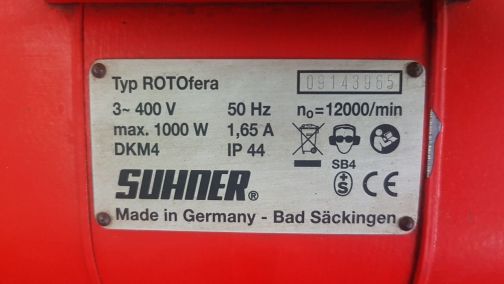 Typ ROTOfera 09143965
3~ 400 V 50 Hz n₀=12000/min
max. 1000 W 1,65 A
DKM4 IP 44
SB4
SUHNER®
S CE
Made in Germany - Bad Säckingen